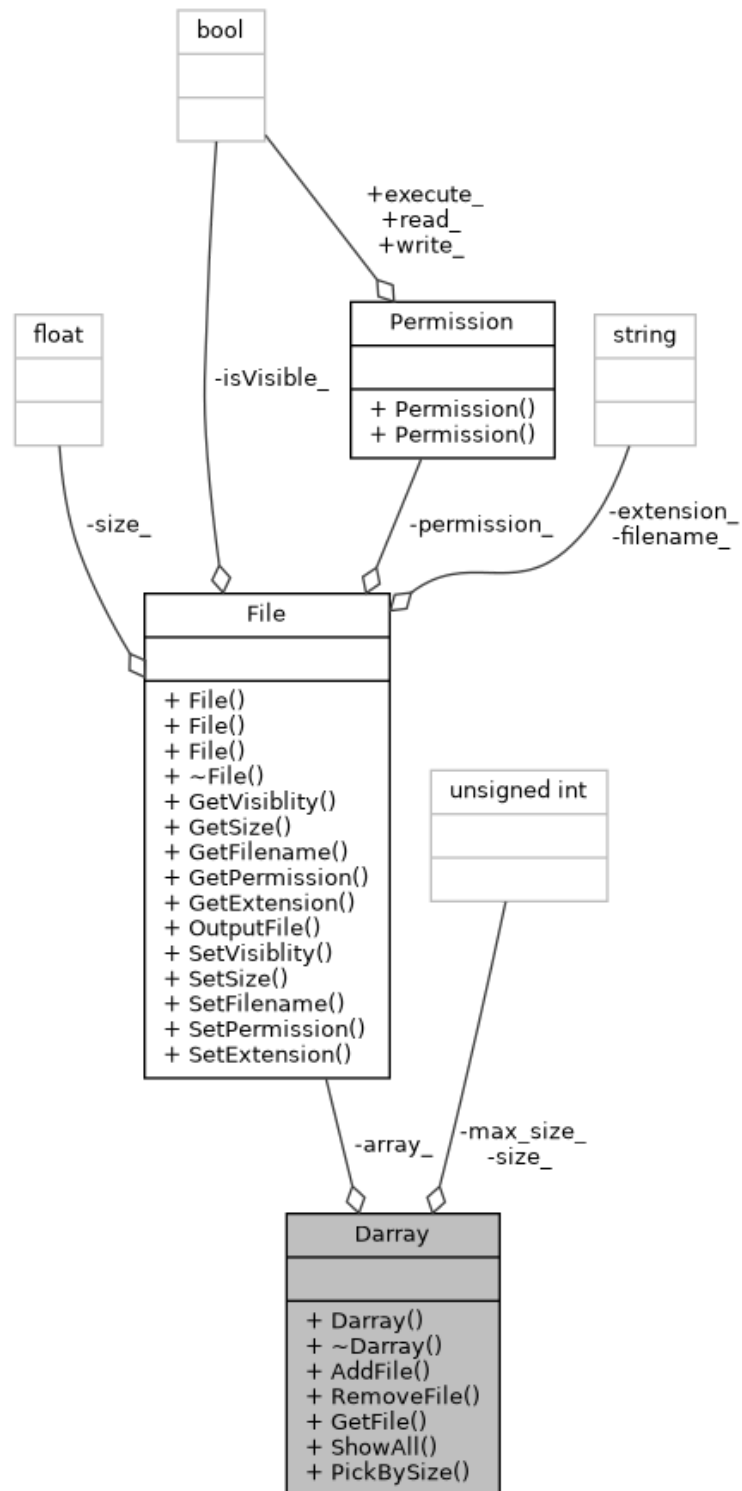 bool
+execute_
+read_
+write_
float
Permission
string
-isVisible_
+ Permission()
+ Permission()
-size_
-permission_
-extension_
-filename_
File
+ File()
+ File()
+ File()
+ ~File()
+ GetVisiblity()
+ GetSize()
+ GetFilename()
+ GetPermission()
+ GetExtension()
+ OutputFile()
+ SetVisiblity()
+ SetSize()
+ SetFilename()
+ SetPermission()
+ SetExtension()
unsigned int
-array_
-max_size_
-size_
Darray
+ Darray()
+ ~Darray()
+ AddFile()
+ RemoveFile()
+ GetFile()
+ ShowAll()
+ PickBySize()